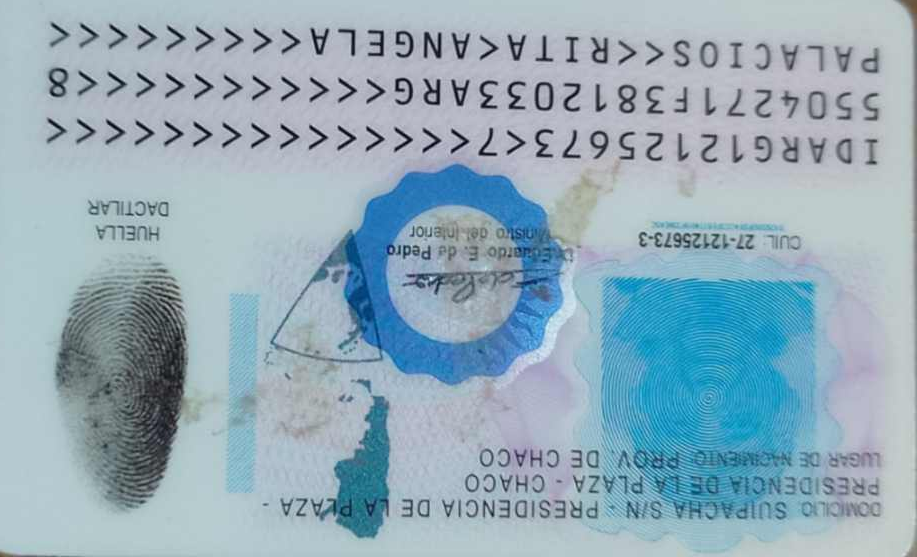 DOMICILIO SUIPACHA S/N - PRESIDENCIA DE LA PLAZA -
PRESIDENCIA DE LA PLAZA - CHACO
LUGAR DE NACIMIENTO PROV. DE CHACO
Dr. Eduardo E. de Pedro
Ministro del Interior
CUIL: 27-12125673-3
HUELLA
DACTILAR
IDARG12125673<7<<<<<<<<<<<<<<<
5504271F3812033ARG<<<<<<<<<<<8
PALACIOS<<RITA<ANGELA<<<<<<<<<